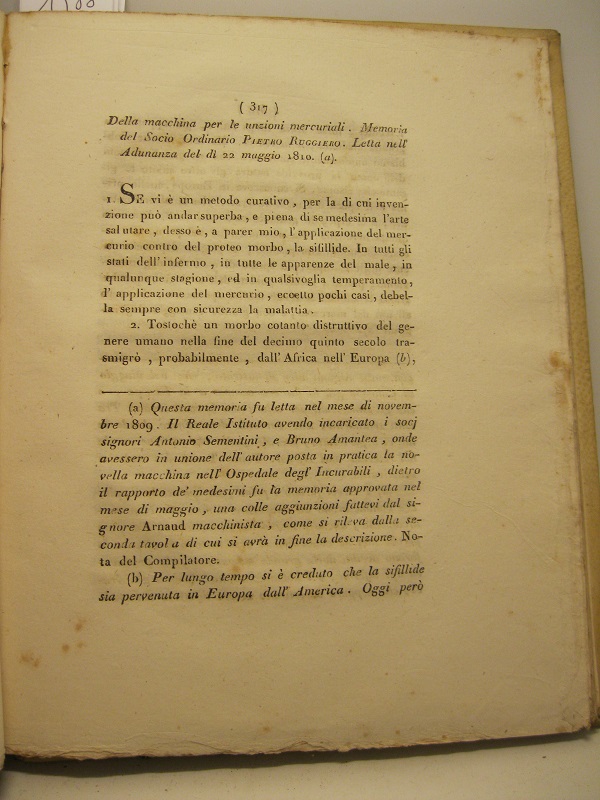 ( 317 )
Della macchina per le unzioni mercuriali. Memoria
del Socio Ordinario PIETRO RUGGIERO. Letta nell'
Adunanza del dì 22 maggio 1810. (a).
1. SE vi è un metodo curativo, per la di cui inven-
zione può andar superba, e piena di se medesima l'arte
salutare, desso è, a parer mio, l'applicazione del mer-
curio contro del proteo morbo, la sifillide. In tutti gli
stati dell'infermo, in tutte le apparenze del male, in
qualunque stagione, ed in qualsivoglia temperamento,
l'applicazione del mercurio, eccetto pochi casi, debel-
la sempre con sicurezza la malattia.
2. Tostochè un morbo cotanto distruttivo del ge-
nere umano nella fine del decimo quinto secolo tra-
smigrò, probabilmente, dall'Africa nell'Europa (b),
(a) Questa memoria fu letta nel mese di novem-
bre 1809. Il Reale Istituto avendo incaricato i socj
signori Antonio Sementini, e Bruno Amantea, onde
avessero in unione dell'autore posta in pratica la no-
vella macchina nell'Ospedale degl'Incurabili, dietro
il rapporto de' medesimi fu la memoria approvata nel
mese di maggio, una colle aggiunzioni fattevi dal si-
gnore Arnaud macchinista, come si rileva dalla se-
conda tavola di cui si avrà in fine la descrizione. No-
ta del Compilatore.
(b) Per lungo tempo si è creduto che la sifillide
sia pervenuta in Europa dall'America. Oggi però